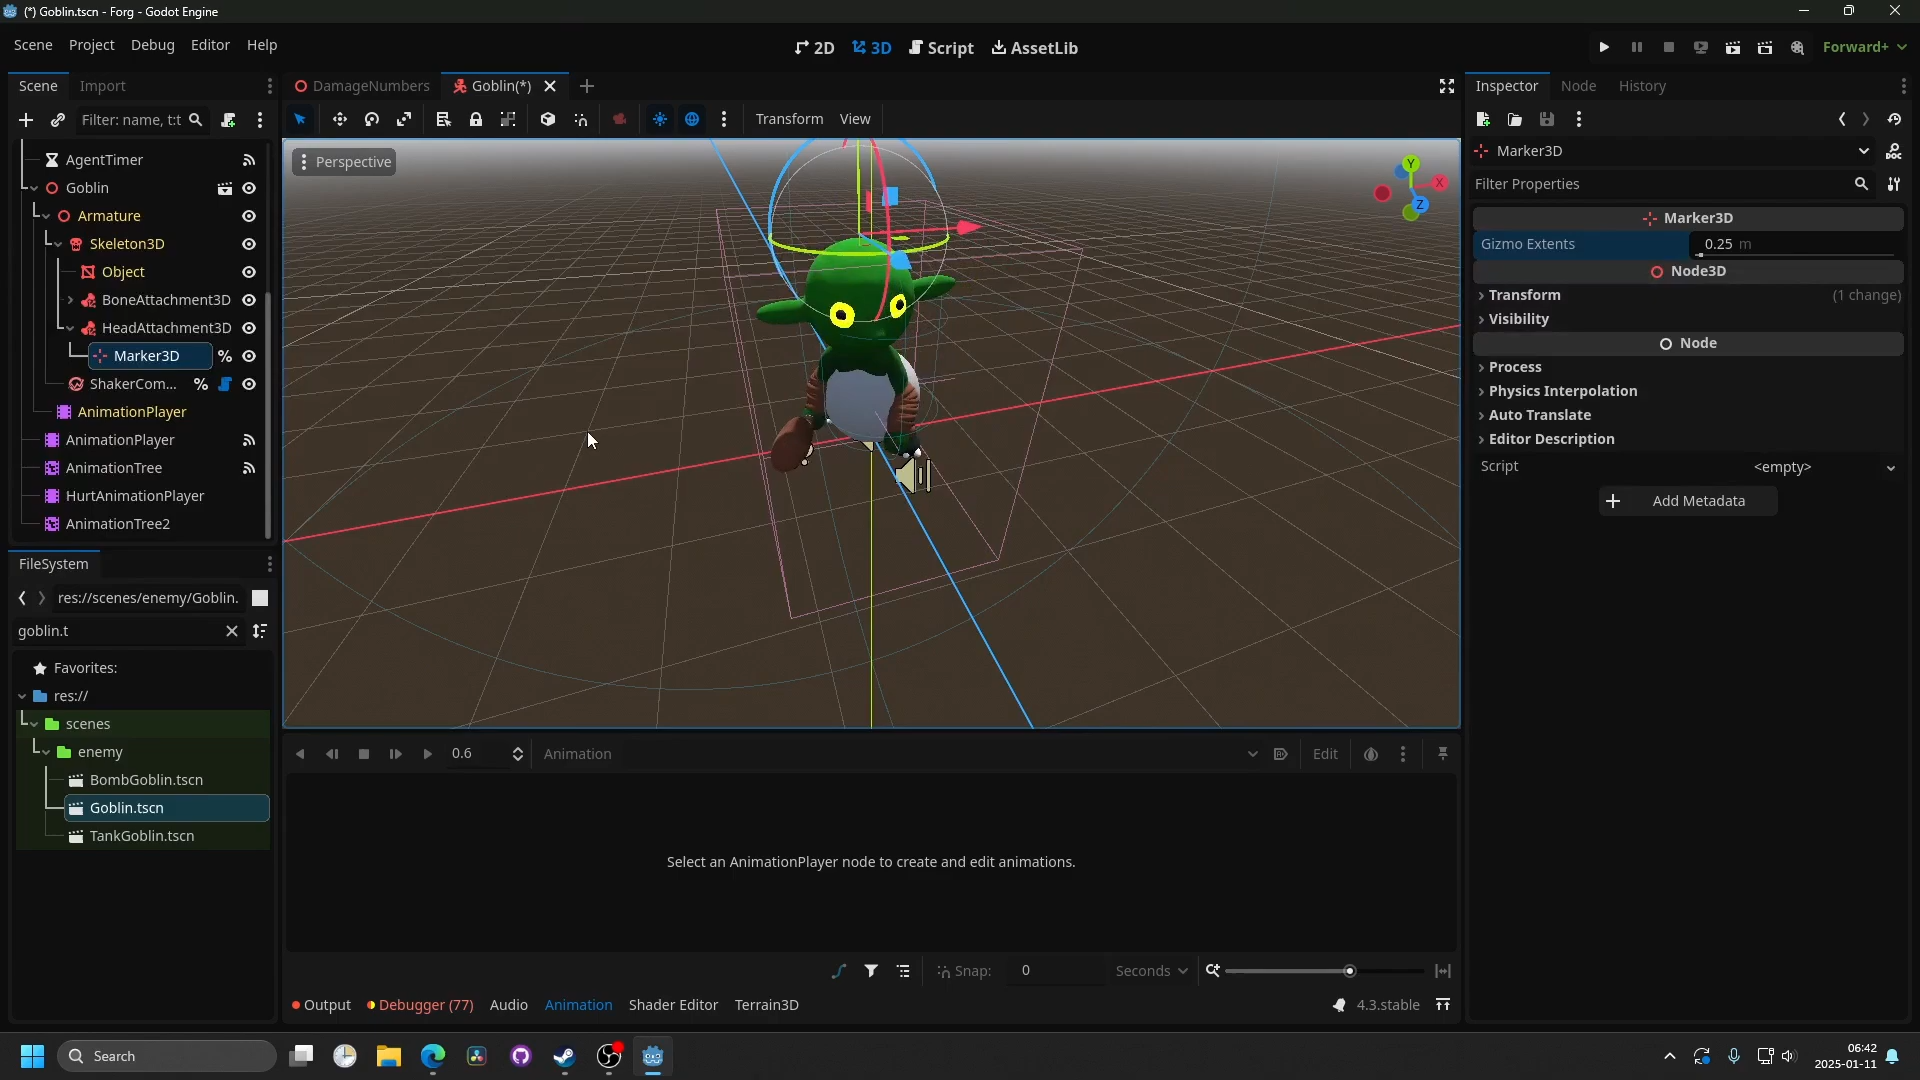 (*) Goblin.tscn - Forg - Godot Engine
Scene Project Debug Editor Help
2D 3D Script AssetLib
Forward+
Scene Import
Filter: name, t:t
AgentTimer
Goblin
Armature
Skeleton3D
Object
BoneAttachment3D
HeadAttachment3D
Marker3D %
ShakerCom... %
AnimationPlayer
AnimationPlayer
AnimationTree
HurtAnimationPlayer
AnimationTree2
FileSystem
res://scenes/enemy/Goblin.
goblin.t
Favorites:
res://
scenes
enemy
BombGoblin.tscn
Goblin.tscn
TankGoblin.tscn
DamageNumbers Goblin(*)
Transform View
Perspective
Y
X
Z
0.6 Animation Edit
Select an AnimationPlayer node to create and edit animations.
Snap: 0 Seconds
Output Debugger (77) Audio Animation Shader Editor Terrain3D 4.3.stable
Inspector Node History
Marker3D
DOC
Filter Properties
Marker3D
Gizmo Extents 0.25 m
Node3D
Transform (1 change)
Visibility
Node
Process
Physics Interpolation
Auto Translate
Editor Description
Script <empty>
Add Metadata
Search
06:42
2025-01-11